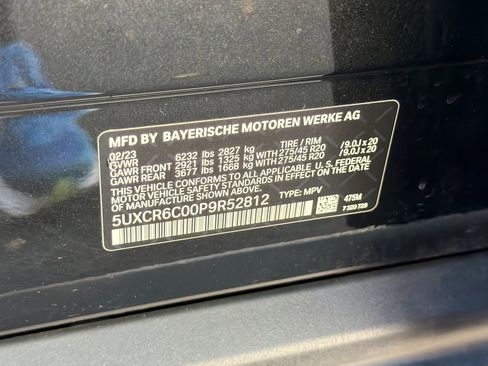 MFD BY BAYERISCHE MOTOREN WERKE AG
02/23 TIRE / RIM
GVWR 6232 lbs 2827 kg
GAWR FRONT 2921 lbs 1325 kg WITH 275/45 R20 /9.0J x 20
GAWR REAR 3677 lbs 1668 kg WITH 275/45 R20 /9.0J x 20
THIS VEHICLE CONFORMS TO ALL APPLICABLE
U.S. FEDERAL MOTOR VEHICLE SAFETY STANDARDS
IN EFFECT ON THE DATE OF
MANUFACTURE SHOWN ABOVE.
5UXCR6C00P9R52812 TYPE: MPV
475M